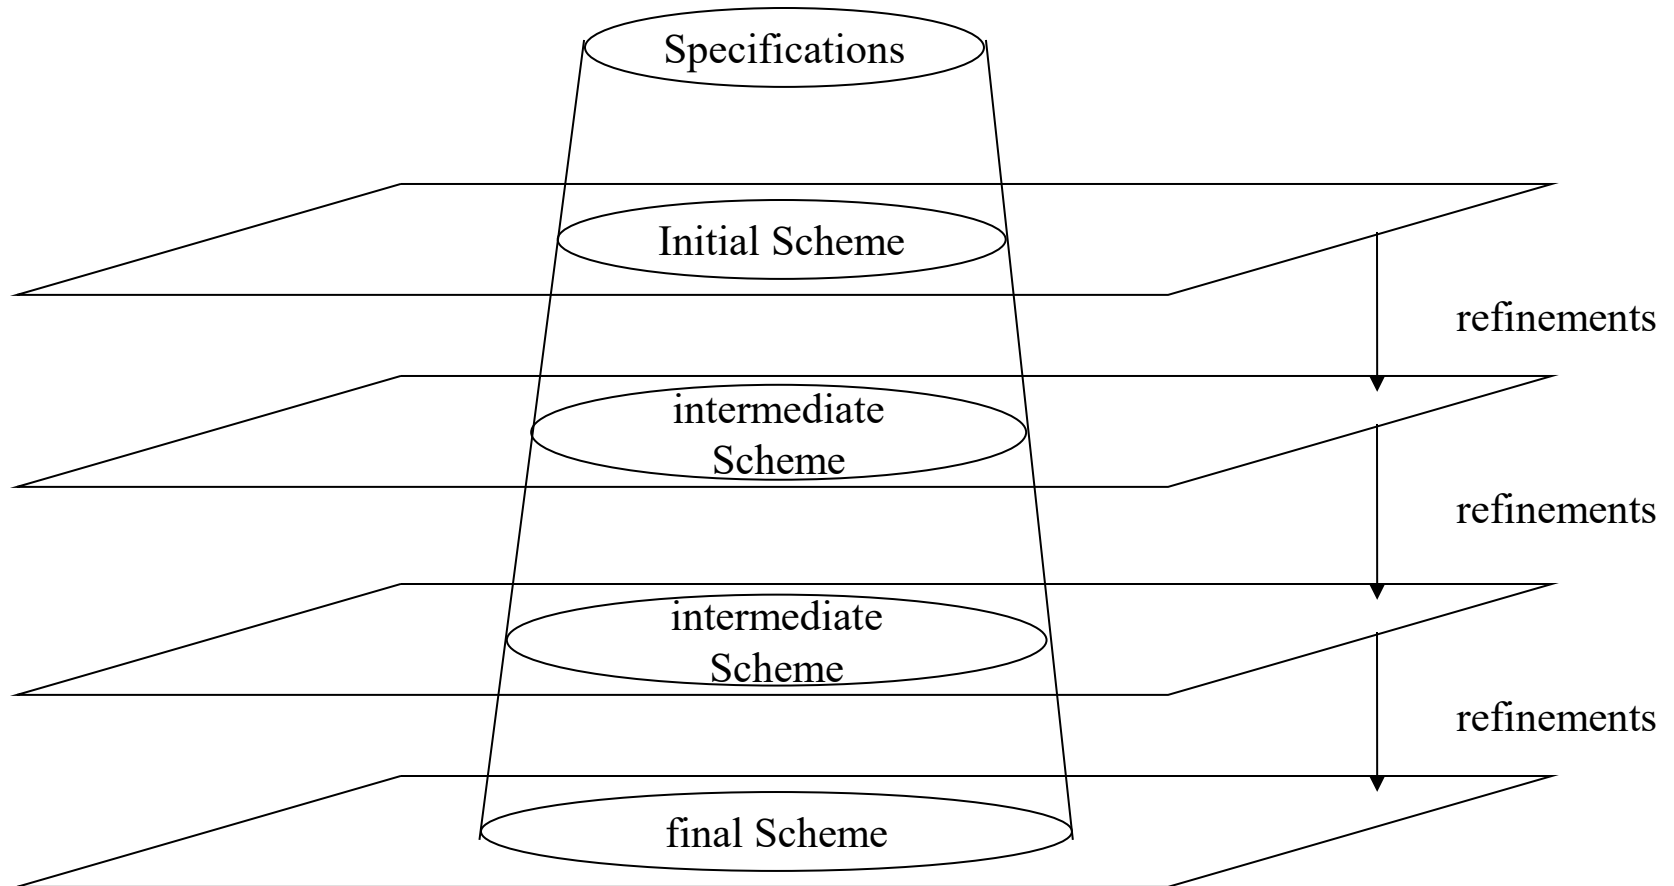 Specifications
Initial Scheme
refinements
intermediate
Scheme
refinements
intermediate
Scheme
refinements
final Scheme